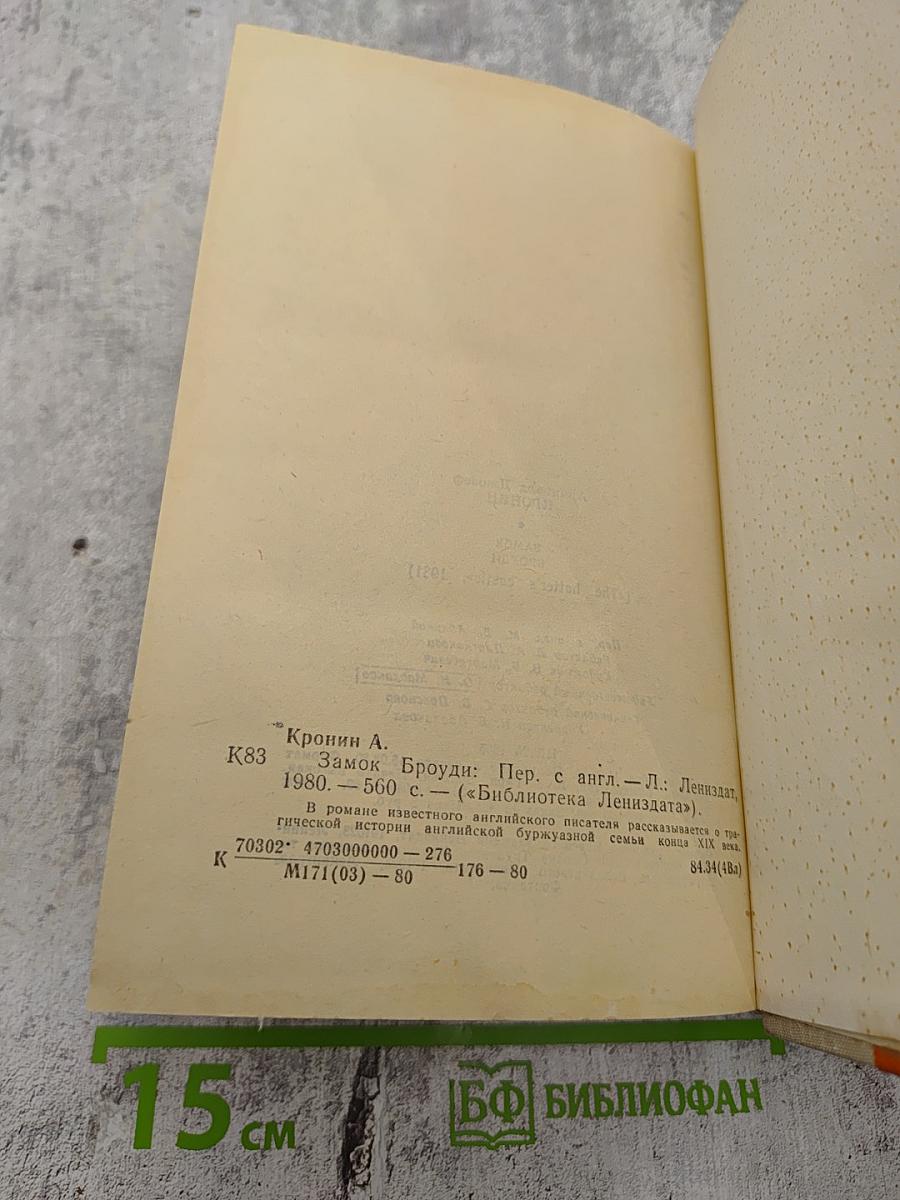 Кронин А.
К83
Замок Броуди: Пер. с англ. — Л.: Лениздат,
1980. — 560 с. — («Библиотека Лениздата»).
В романе известного английского писателя рассказывается о тра-
гической истории английской буржуазной семьи конца XIX века.
К 70302· 4703000000 — 276
М171(03) — 80
176 — 80
84.34(4Вл)
15 см
БФ БИБЛИОФАН